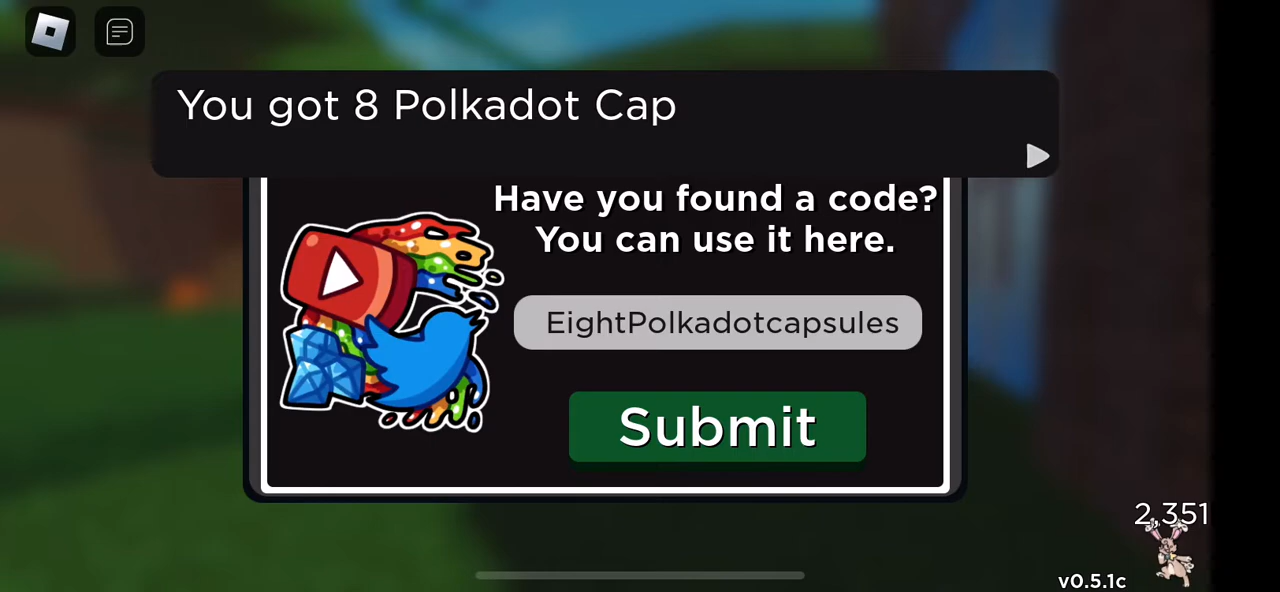 You got 8 Polkadot Cap
Have you found a code?
You can use it here.
EightPolkadotcapsules
Submit
2,351
v0.5.1c